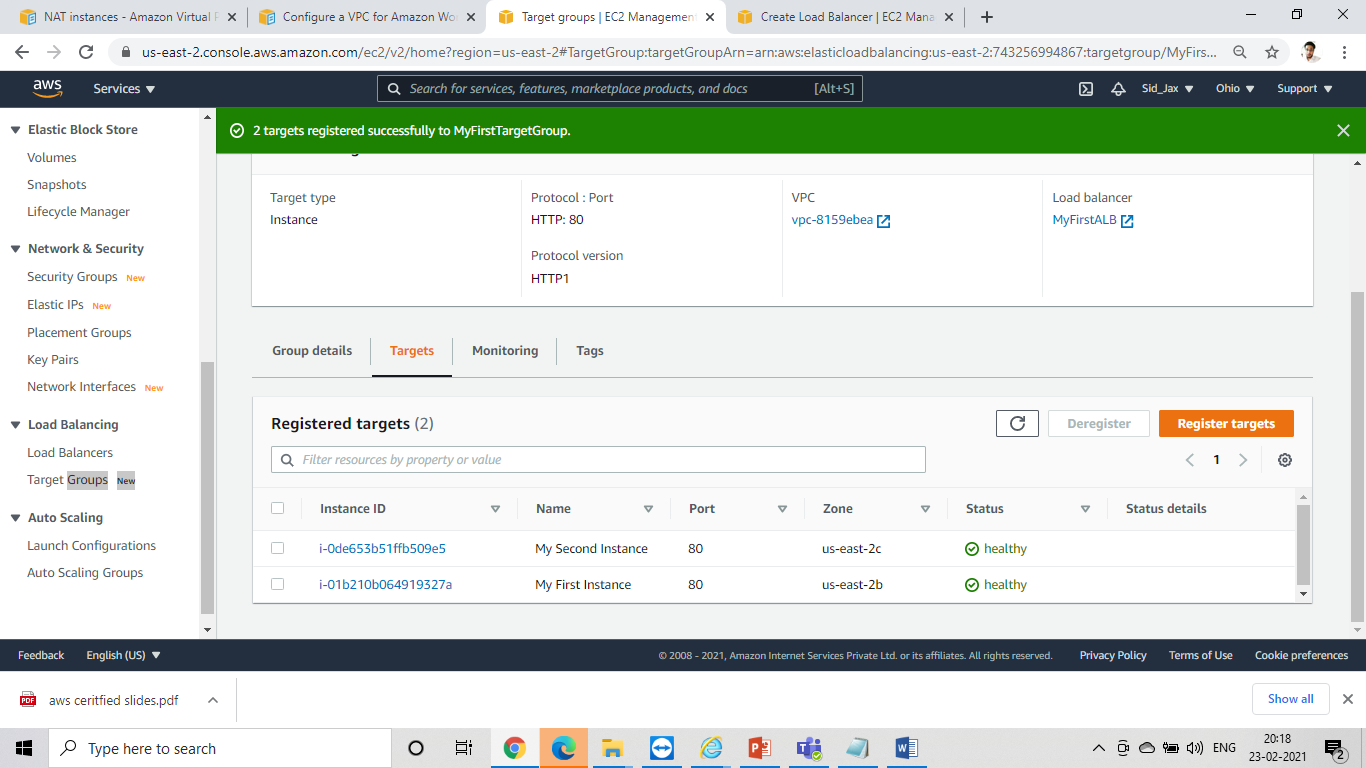 NAT instances - Amazon Virtual P
Configure a VPC for Amazon Wo
Target groups | EC2 Management
Create Load Balancer | EC2 Mana
us-east-2.console.aws.amazon.com/ec2/v2/home?region=us-east-2#TargetGroup:targetGroupArn=arn:aws:elasticloadbalancing:us-east-2:743256994867:targetgroup/MyFirs...
aws Services Search for services, features, marketplace products, and docs [Alt+S] Sid_Jax Ohio Support
2 targets registered successfully to MyFirstTargetGroup.
Elastic Block Store
Volumes
Snapshots
Lifecycle Manager
Network & Security
Security Groups New
Elastic IPs New
Placement Groups
Key Pairs
Network Interfaces New
Load Balancing
Load Balancers
Target Groups New
Auto Scaling
Launch Configurations
Auto Scaling Groups
Target type
Instance
Protocol : Port
HTTP: 80
Protocol version
HTTP1
VPC
vpc-8159ebea
Load balancer
MyFirstALB
Group details Targets Monitoring Tags
Registered targets (2)
Deregister
Register targets
Filter resources by property or value
1
Instance ID Name Port Zone Status Status details
i-0de653b51ffb509e5 My Second Instance 80 us-east-2c healthy
i-01b210b064919327a My First Instance 80 us-east-2b healthy
Feedback English (US) © 2008 - 2021, Amazon Internet Services Private Ltd. or its affiliates. All rights reserved. Privacy Policy Terms of Use Cookie preferences
PDF aws ceritfied slides.pdf Show all
Type here to search
ENG
20:18
23-02-2021
2